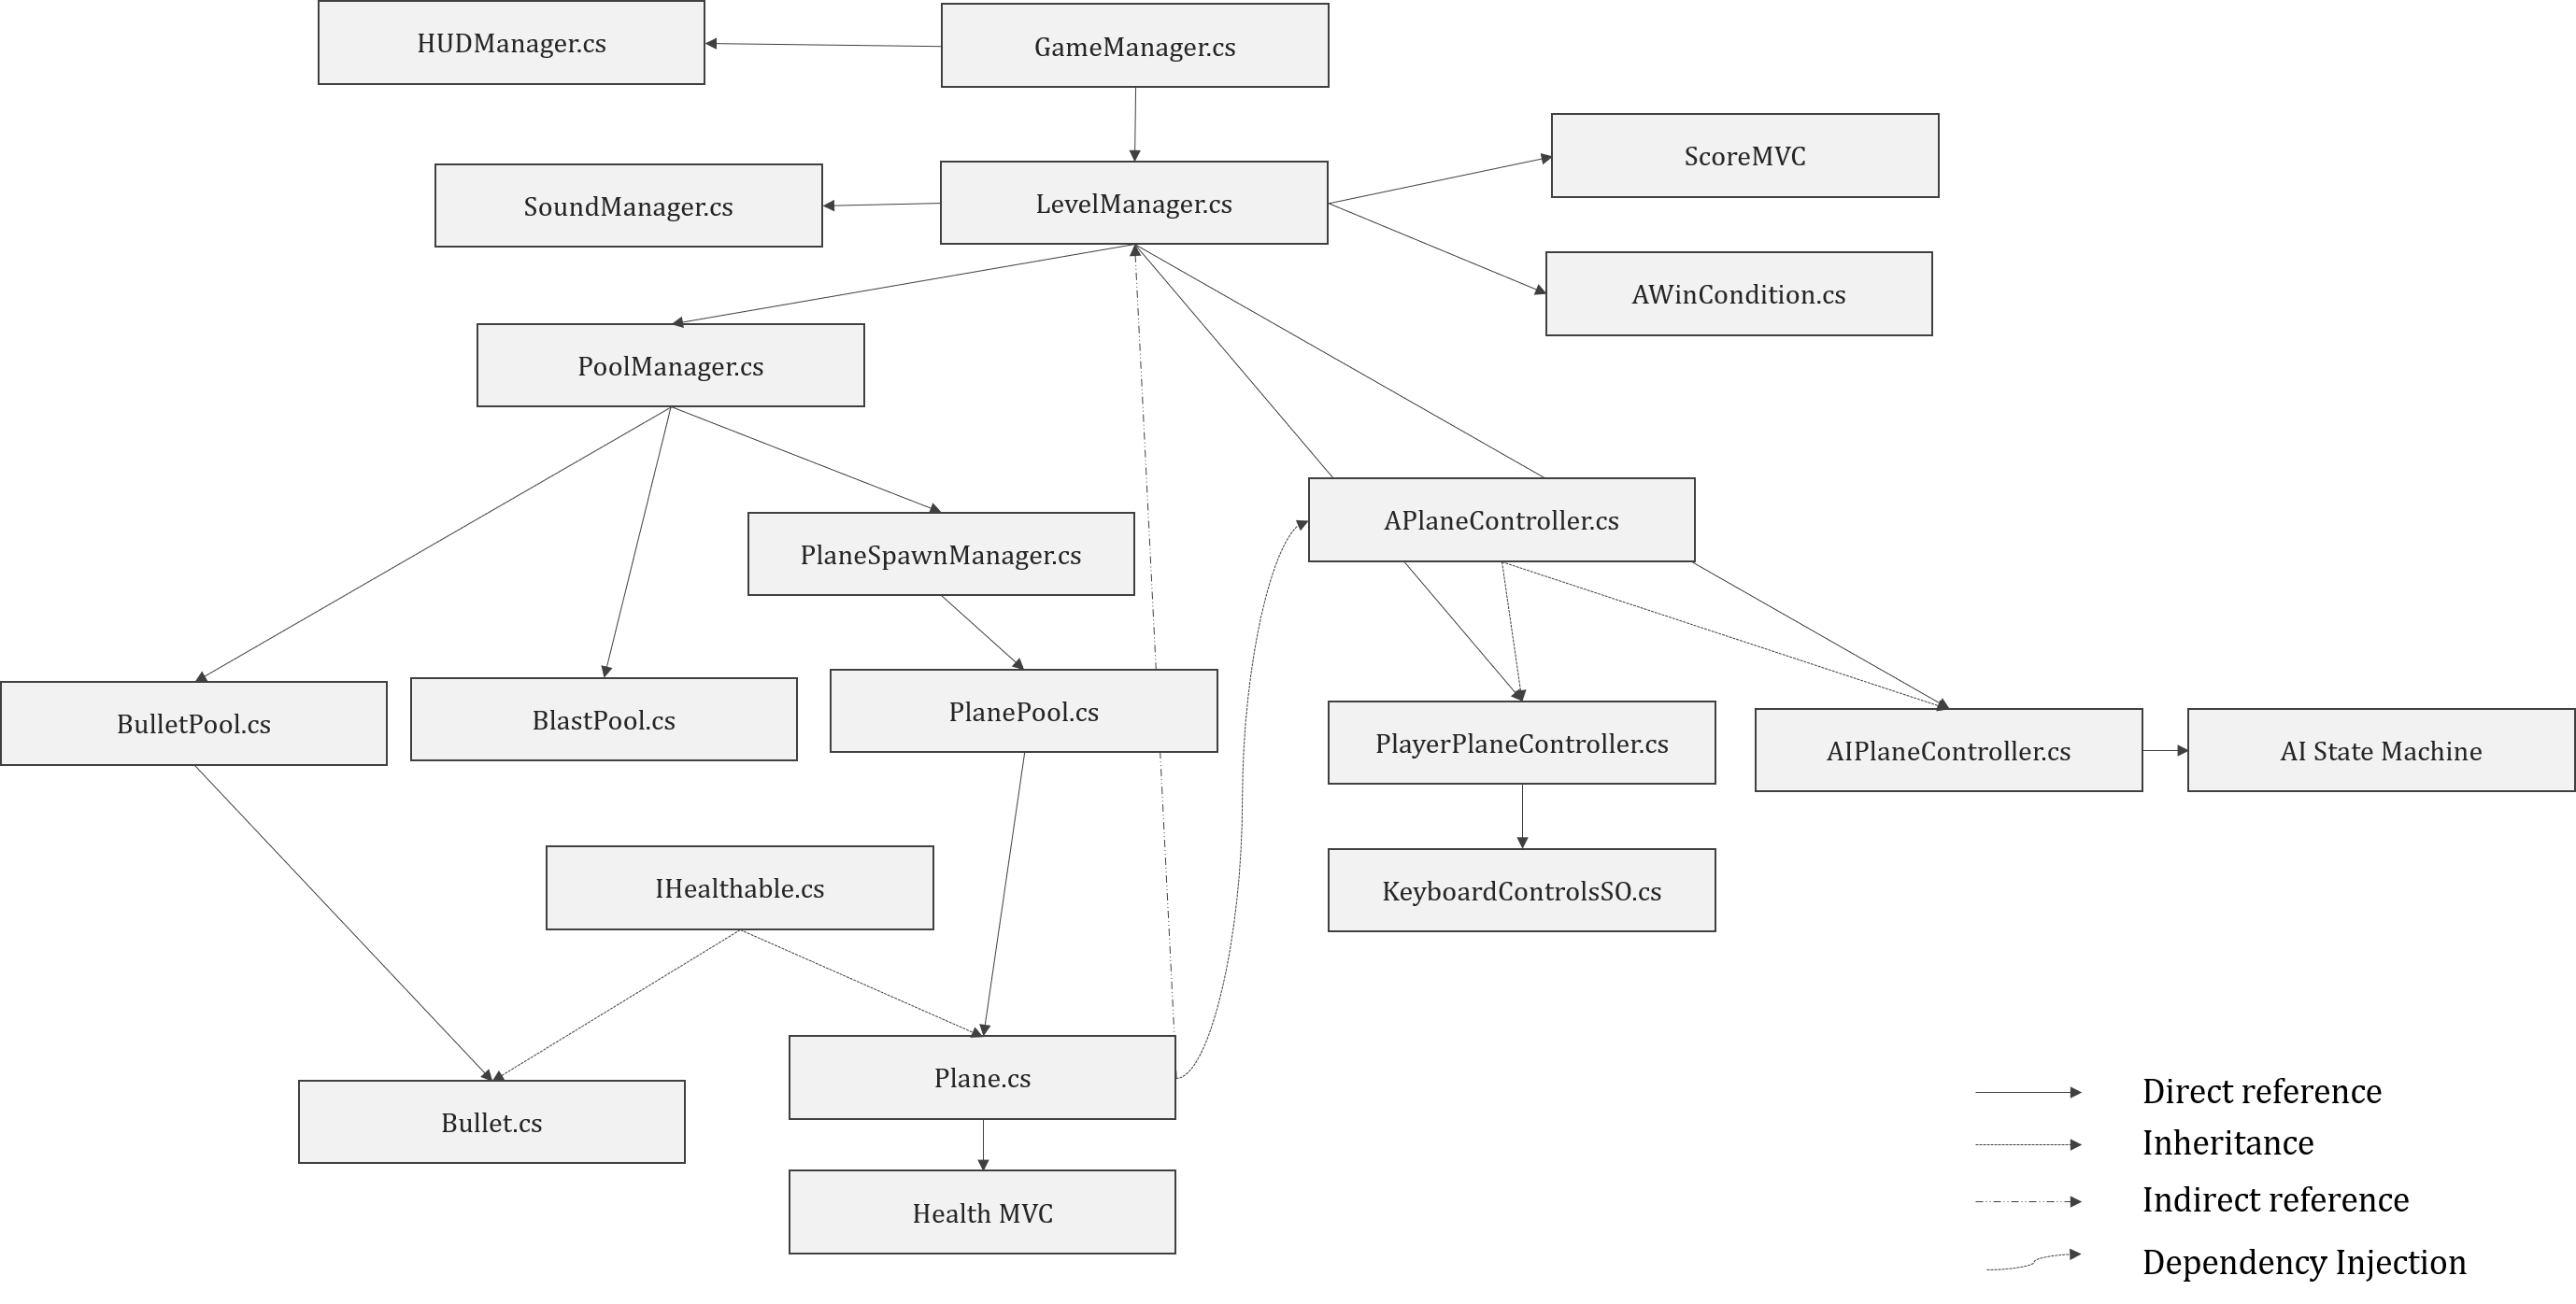 HUDManager.cs
GameManager.cs
ScoreMVC
SoundManager.cs
LevelManager.cs
AWinCondition.cs
PoolManager.cs
APlaneController.cs
PlaneSpawnManager.cs
BulletPool.cs
BlastPool.cs
PlanePool.cs
PlayerPlaneController.cs
AIPlaneController.cs
AI State Machine
IHealthable.cs
KeyboardControlsSO.cs
Plane.cs
Bullet.cs
Health MVC
Direct reference
Inheritance
Indirect reference
Dependency Injection